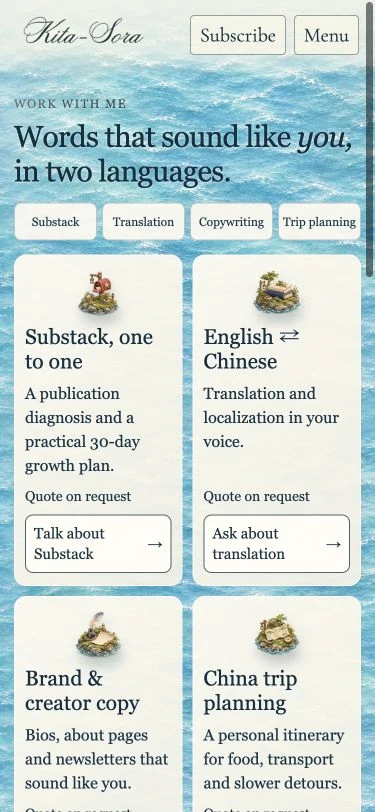 Kita-Sora
Subscribe
Menu
WORK WITH ME
Words that sound like you,
in two languages.
Substack
Translation
Copywriting
Trip planning
Substack, one
to one
A publication
diagnosis and a
practical 30-day
growth plan.
Quote on request
Talk about
Substack →
English ⇄
Chinese
Translation and
localization in your
voice.
Quote on request
Ask about
translation →
Brand &
creator copy
Bios, about pages
and newsletters that
sound like you.
China trip
planning
A personal itinerary
for food, transport
and slower detours.